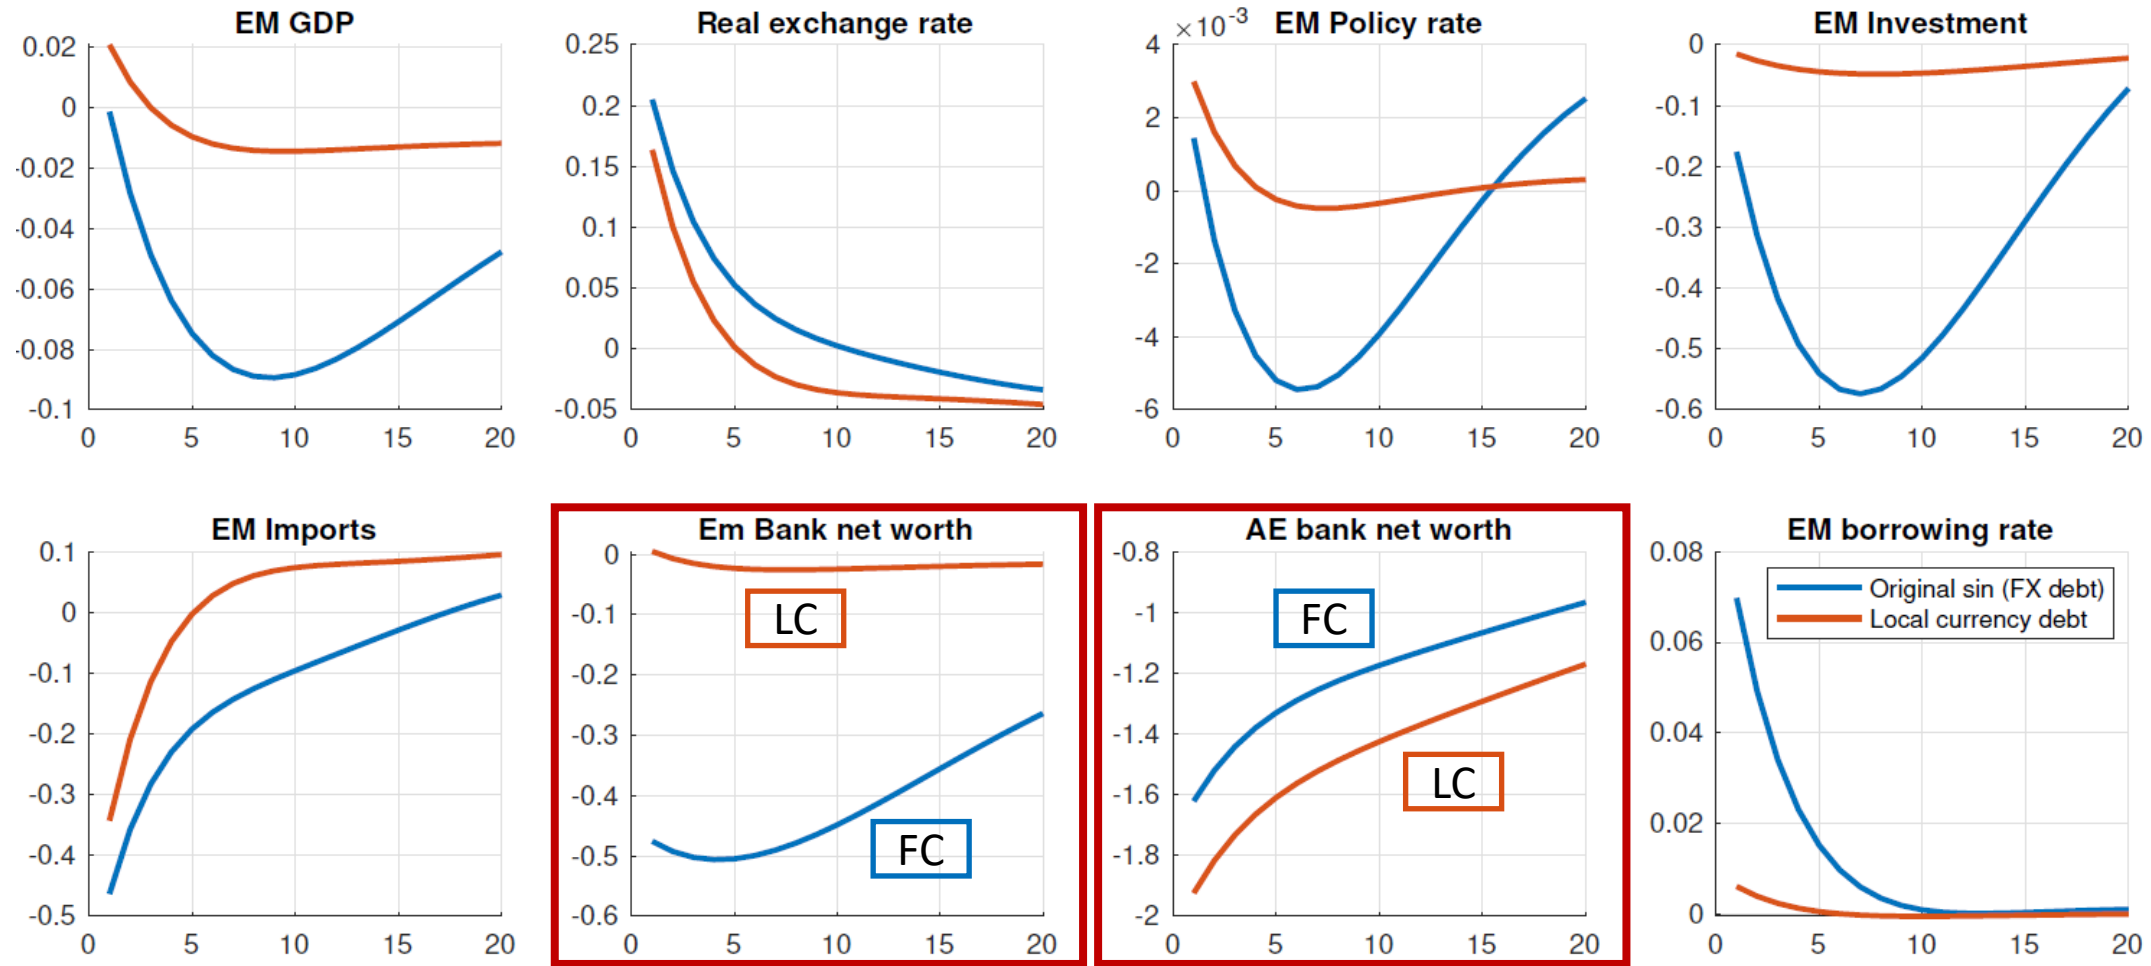 EM GDP
0.02
0
-0.02
-0.04
-0.06
-0.08
-0.1
0 5 10 15 20
Real exchange rate
0.25
0.2
0.15
0.1
0.05
0
-0.05
0 5 10 15 20
×10⁻³ EM Policy rate
4
2
0
-2
-4
-6
0 5 10 15 20
EM Investment
0
-0.1
-0.2
-0.3
-0.4
-0.5
-0.6
0 5 10 15 20
EM Imports
0.1
0
-0.1
-0.2
-0.3
-0.4
-0.5
0 5 10 15 20
Em Bank net worth
0
-0.1
-0.2
-0.3
-0.4
-0.5
-0.6
0 5 10 15 20
LC
FC
AE bank net worth
-0.8
-1
-1.2
-1.4
-1.6
-1.8
-2
0 5 10 15 20
FC
LC
EM borrowing rate
0.08
0.06
0.04
0.02
0
0 5 10 15 20
Original sin (FX debt)
Local currency debt